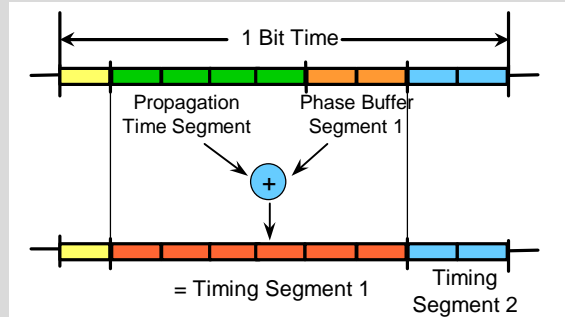 1 Bit Time
Propagation
Time Segment
Phase Buffer
Segment 1
+
= Timing Segment 1
Timing
Segment 2